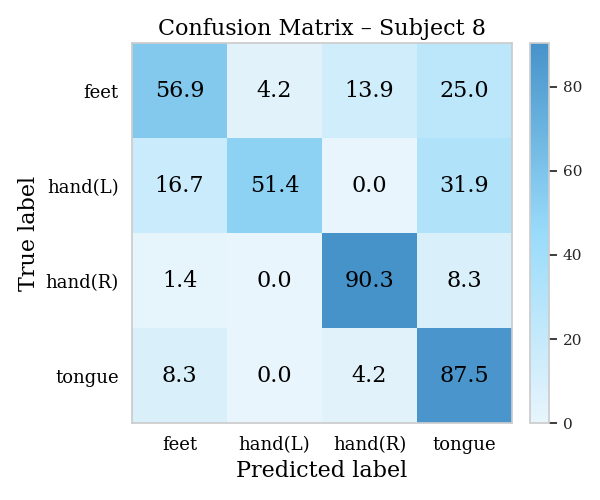 Confusion Matrix – Subject 8
True label
feet 56.9 4.2 13.9 25.0
hand(L) 16.7 51.4 0.0 31.9
hand(R) 1.4 0.0 90.3 8.3
tongue 8.3 0.0 4.2 87.5
feet hand(L) hand(R) tongue
Predicted label
80
60
40
20
0